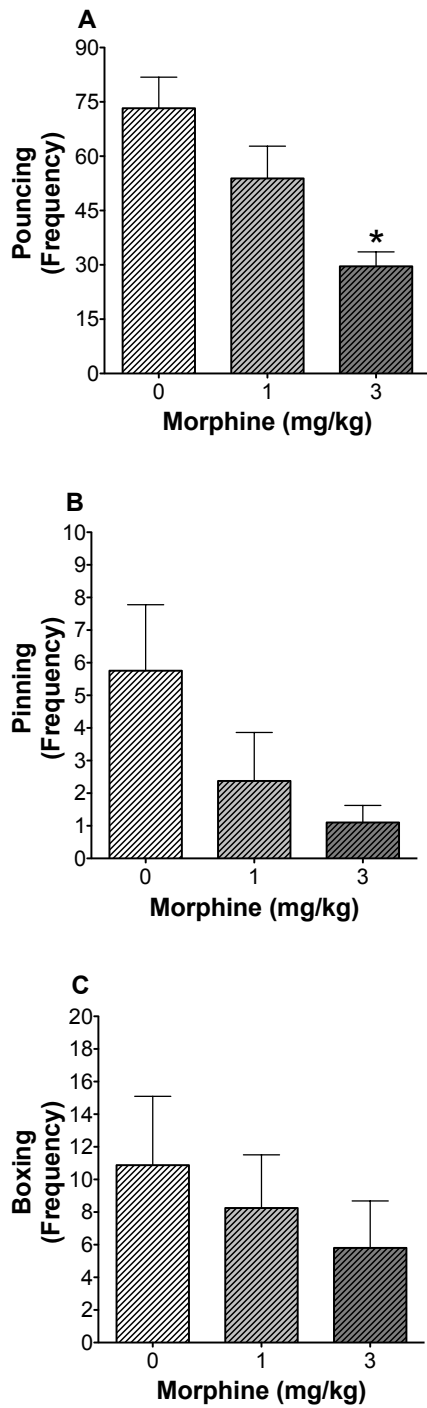 A
90
75
60
45
30
15
0
Pouncing
(Frequency)
*
0 1 3
Morphine (mg/kg)
B
10
9
8
7
6
5
4
3
2
1
0
Pinning
(Frequency)
0 1 3
Morphine (mg/kg)
C
20
18
16
14
12
10
8
6
4
2
0
Boxing
(Frequency)
0 1 3
Morphine (mg/kg)